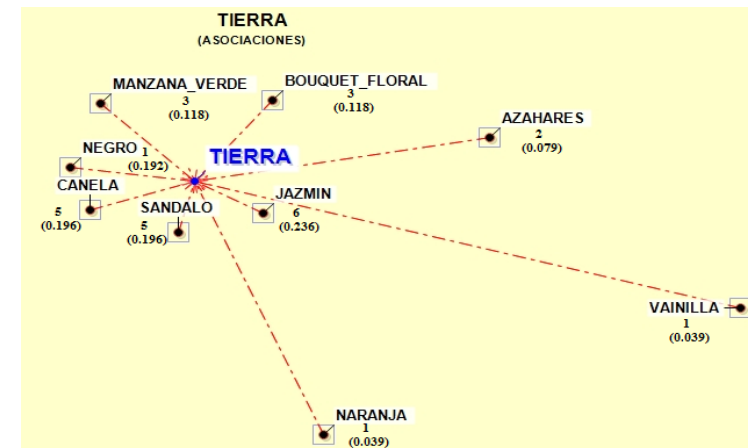 TIERRA
(ASOCIACIONES)
MANZANA_VERDE
3
(0.118)
BOUQUET_FLORAL
3
(0.118)
AZAHARES
2
(0.079)
NEGRO 1
(0.192)
TIERRA
CANELA
5
(0.196)
SANDALO
5
(0.196)
JAZMIN
6
(0.236)
VAINILLA
1
(0.039)
NARANJA
1
(0.039)